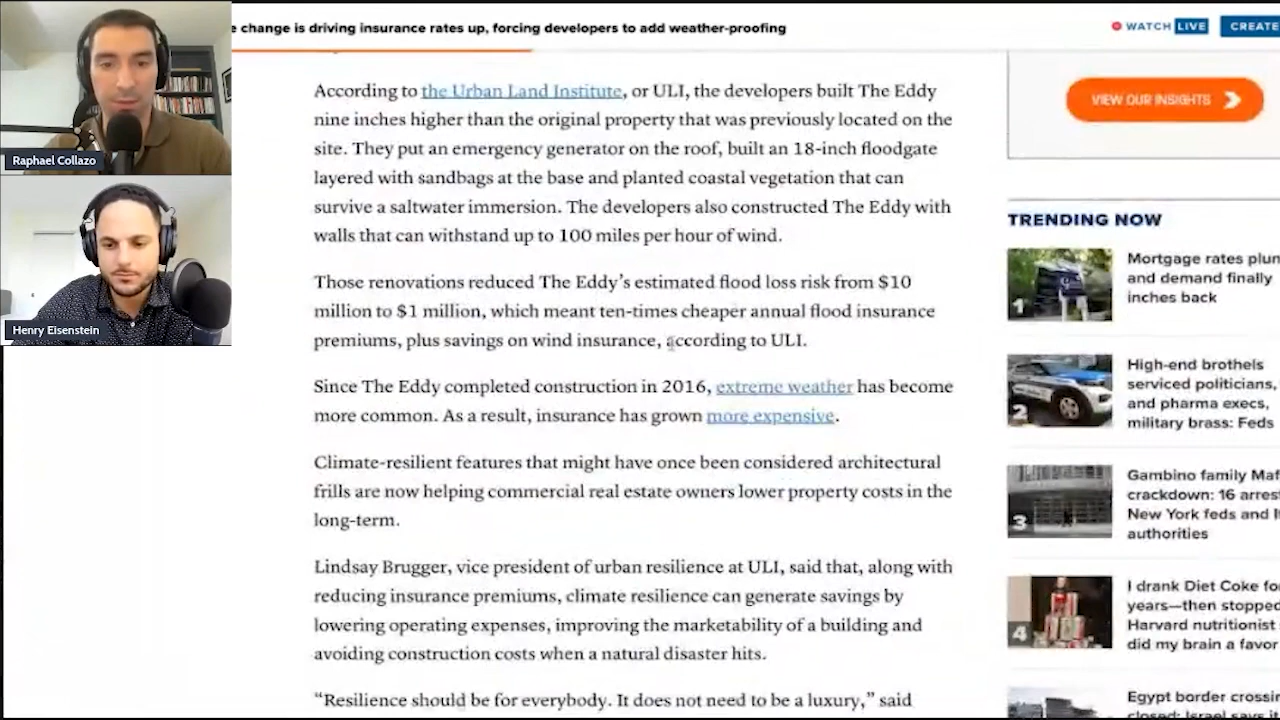 Raphael Collazo
Henry Eisenstein
e change is driving insurance rates up, forcing developers to add weather-proofing
WATCH LIVE
CREATE
According to the Urban Land Institute, or ULI, the developers built The Eddy
nine inches higher than the original property that was previously located on the
site. They put an emergency generator on the roof, built an 18-inch floodgate
layered with sandbags at the base and planted coastal vegetation that can
survive a saltwater immersion. The developers also constructed The Eddy with
walls that can withstand up to 100 miles per hour of wind.
Those renovations reduced The Eddy’s estimated flood loss risk from $10
million to $1 million, which meant ten-times cheaper annual flood insurance
premiums, plus savings on wind insurance, according to ULI.
Since The Eddy completed construction in 2016, extreme weather has become
more common. As a result, insurance has grown more expensive.
Climate-resilient features that might have once been considered architectural
frills are now helping commercial real estate owners lower property costs in the
long-term.
Lindsay Brugger, vice president of urban resilience at ULI, said that, along with
reducing insurance premiums, climate resilience can generate savings by
lowering operating expenses, improving the marketability of a building and
avoiding construction costs when a natural disaster hits.
“Resilience should be for everybody. It does not need to be a luxury,” said
VIEW OUR INSIGHTS
TRENDING NOW
1
Mortgage rates plun
and demand finally
inches back
2
High-end brothels
serviced politicians,
and pharma execs,
military brass: Feds
3
Gambino family Maf
crackdown: 16 arres
New York feds and It
authorities
4
I drank Diet Coke fo
years—then stopped
Harvard nutritionist
did my brain a favor
Egypt border crossin
closed; Israel says it